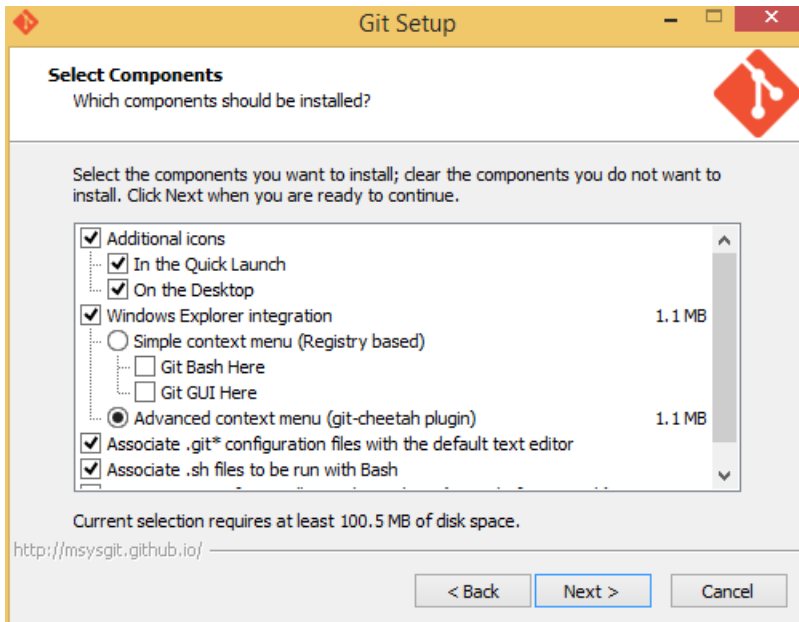 Git Setup
Select Components
Which components should be installed?
Select the components you want to install; clear the components you do not want to
install. Click Next when you are ready to continue.
Additional icons
In the Quick Launch
On the Desktop
Windows Explorer integration 1.1 MB
Simple context menu (Registry based)
Git Bash Here
Git GUI Here
Advanced context menu (git-cheetah plugin) 1.1 MB
Associate .git* configuration files with the default text editor
Associate .sh files to be run with Bash
Current selection requires at least 100.5 MB of disk space.
http://msysgit.github.io/
< Back Next > Cancel